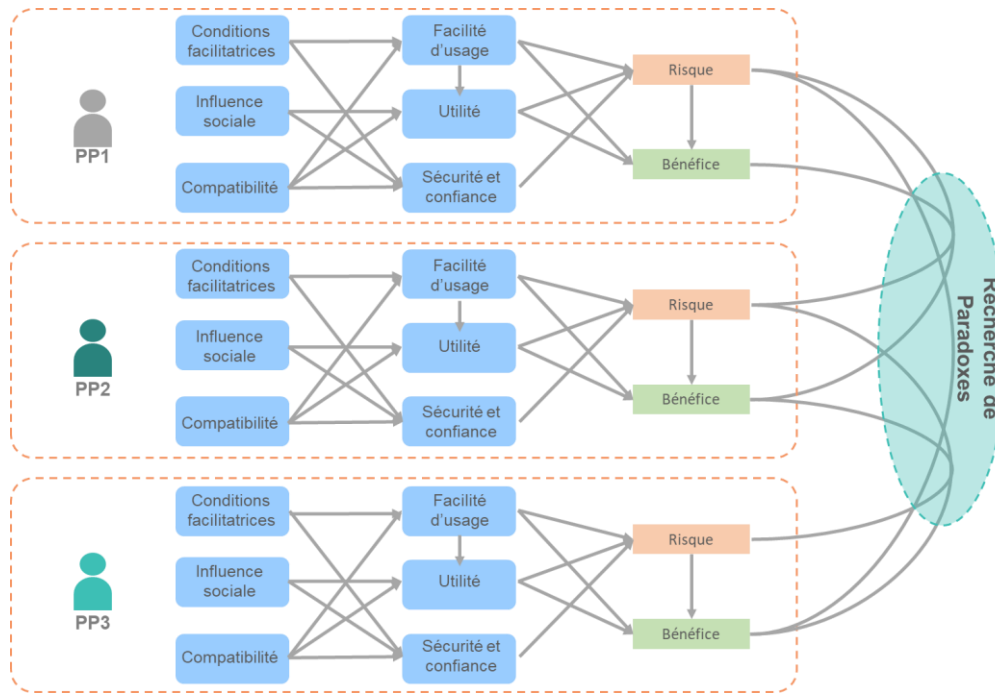 Conditions
facilitatrices
Facilité
d'usage
Risque
Influence
sociale
Utilité
PP1
Bénéfice
Compatibilité
Sécurité et
confiance
Conditions
facilitatrices
Facilité
d'usage
Risque
Influence
sociale
Utilité
PP2
Bénéfice
Compatibilité
Sécurité et
confiance
Conditions
facilitatrices
Facilité
d'usage
Risque
Influence
sociale
Utilité
PP3
Bénéfice
Compatibilité
Sécurité et
confiance
Recherche de
Paradoxes